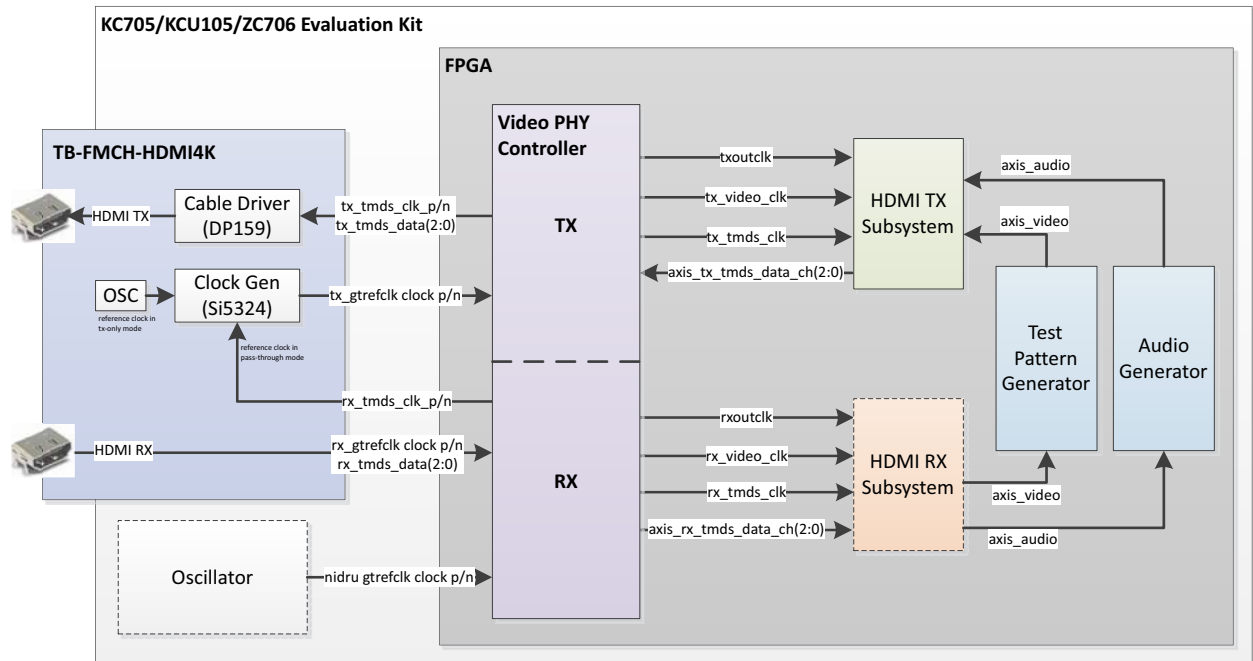 KC705/KCU105/ZC706 Evaluation Kit
FPGA
TB-FMCH-HDMI4K
HDMI TX
Cable Driver
(DP159)
tx_tmds_clk_p/n
tx_tmds_data(2:0)
OSC
reference clock in
tx-only mode
Clock Gen
(Si5324)
tx_gtrefclk clock p/n
reference clock in
pass-through mode
rx_tmds_clk_p/n
HDMI RX
rx_gtrefclk clock p/n
rx_tmds_data(2:0)
Oscillator
nidru gtrefclk clock p/n
Video PHY
Controller
TX
RX
txoutclk
tx_video_clk
tx_tmds_clk
axis_tx_tmds_data_ch(2:0)
HDMI TX
Subsystem
axis_audio
axis_video
Test
Pattern
Generator
Audio
Generator
rxoutclk
rx_video_clk
rx_tmds_clk
axis_rx_tmds_data_ch(2:0)
HDMI RX
Subsystem
axis_video
axis_audio